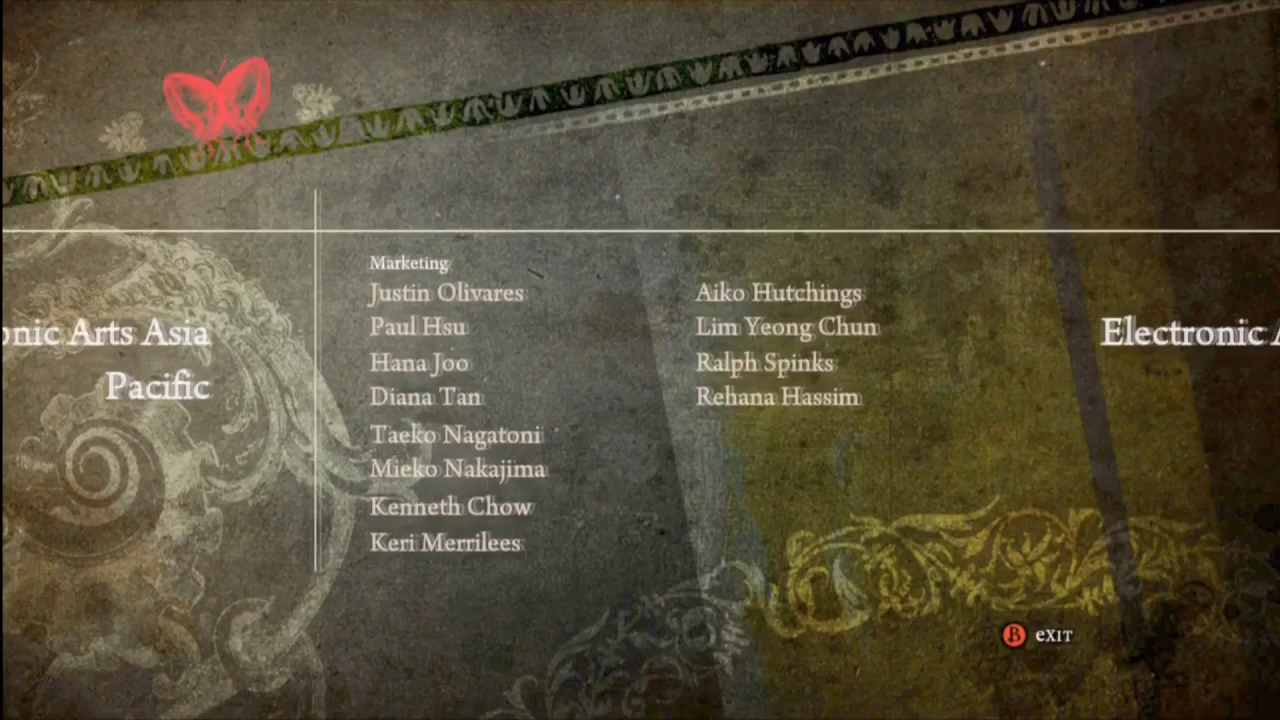 onic Arts Asia
Pacific
Marketing
Justin Olivares
Paul Hsu
Hana Joo
Diana Tan
Taeko Nagatoni
Mieko Nakajima
Kenneth Chow
Keri Merrilees
Aiko Hutchings
Lim Yeong Chun
Ralph Spinks
Rehana Hassim
Electronic A
B eXIT